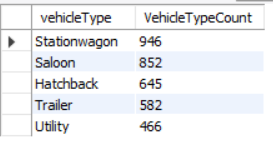 vehicleType VehicleTypeCount
Stationwagon 946
Saloon 852
Hatchback 645
Trailer 582
Utility 466